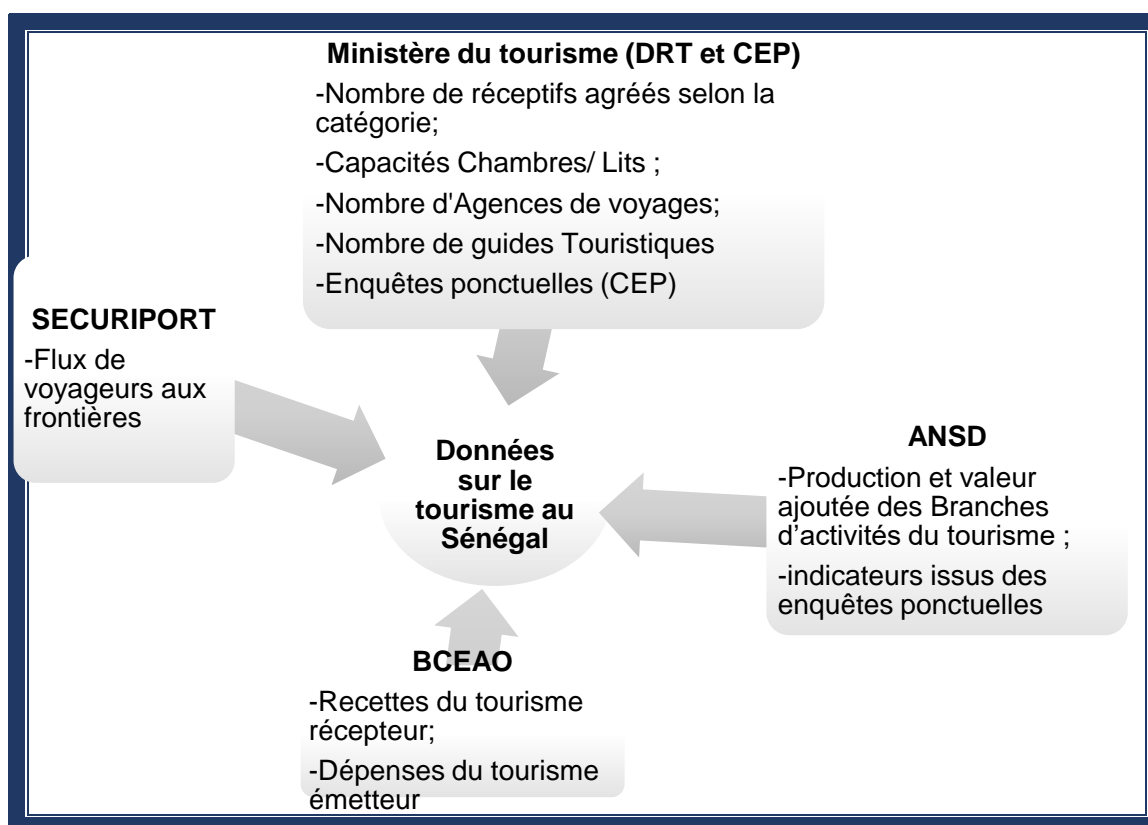 Ministère du tourisme (DRT et CEP)
-Nombre de réceptifs agréés selon la
catégorie;
-Capacités Chambres/ Lits ;
-Nombre d'Agences de voyages;
-Nombre de guides Touristiques
-Enquêtes ponctuelles (CEP)
SECURIPORT
-Flux de
voyageurs aux
frontières
Données
sur le
tourisme au
Sénégal
ANSD
-Production et valeur
ajoutée des Branches
d’activités du tourisme ;
-indicateurs issus des
enquêtes ponctuelles
BCEAO
-Recettes du tourisme
récepteur;
-Dépenses du tourisme
émetteur